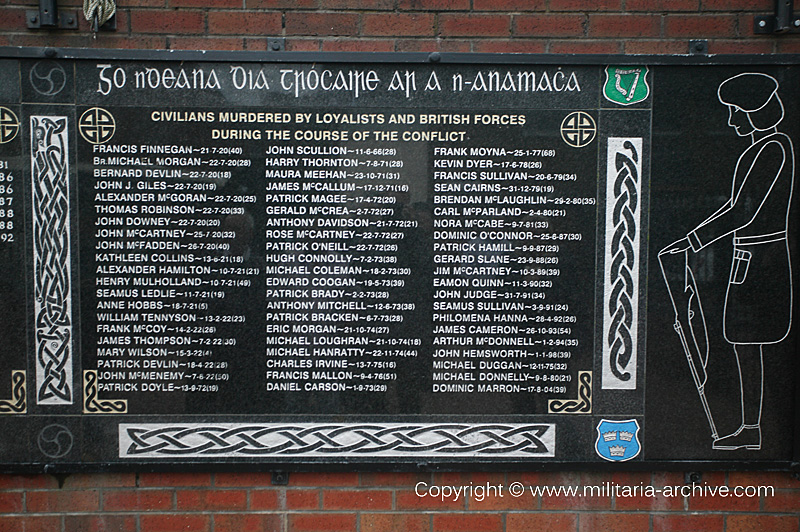 Go ndeana Dia trócaire ar a n-anamacha
CIVILIANS MURDERED BY LOYALISTS AND BRITISH FORCES
DURING THE COURSE OF THE CONFLICT
FRANCIS FINNEGAN~21-7-20(40)
BR.MICHAEL MORGAN~22-7-20(28)
BERNARD DEVLIN~22-7-20(18)
JOHN J. GILES~22-7-20(19)
ALEXANDER McGORAN~22-7-20(25)
THOMAS ROBINSON~22-7-20(33)
JOHN DOWNEY~22-7-20(20)
JOHN McCARTNEY~25-7-20(32)
JOHN McFADDEN~26-7-20(40)
KATHLEEN COLLINS~13-6-21(18)
ALEXANDER HAMILTON~10-7-21(21)
HENRY MULHOLLAND~10-7-21(49)
SEAMUS LEDLIE~11-7-21(19)
ANNE HOBBS~18-7-21(5)
WILLIAM TENNYSON~13-2-22(23)
FRANK McCOY~14-2-22(26)
JAMES THOMPSON~7-2-22(30)
MARY WILSON~15-3-22(4)
PATRICK DEVLIN~18-4-22(28)
JOHN McMENEMY~7-6-22(50)
PATRICK DOYLE~13-9-72(19)
JOHN SCULLION~11-6-66(28)
HARRY THORNTON~7-8-71(28)
MAURA MEEHAN~23-10-71(31)
JAMES McCALLUM~17-12-71(16)
PATRICK MAGEE~17-4-72(20)
GERALD McCREA~2-7-72(27)
ANTHONY DAVIDSON~21-7-72(21)
ROSE McCARTNEY~22-7-72(27)
PATRICK O'NEILL~22-7-72(26)
HUGH CONNOLLY~7-2-73(38)
MICHAEL COLEMAN~18-2-73(30)
EDWARD COOGAN~19-5-73(39)
PATRICK BRADY~2-2-73(28)
ANTHONY MITCHELL~12-6-73(38)
PATRICK BRACKEN~6-7-73(28)
ERIC MORGAN~21-10-74(27)
MICHAEL LOUGHRAN~21-10-74(18)
MICHAEL HANRATTY~22-11-74(44)
CHARLES IRVINE~13-7-75(16)
FRANCIS MALLON~9-4-76(51)
DANIEL CARSON~1-9-73(29)
FRANK MOYNA~25-1-77(68)
KEVIN DYER~17-6-78(26)
FRANCIS SULLIVAN~20-6-79(34)
SEAN CAIRNS~31-12-79(19)
BRENDAN McLAUGHLIN~29-2-80(35)
CARL McPARLAND~2-4-80(21)
NORA McCABE~9-7-81(33)
DOMINIC O'CONNOR~25-6-87(30)
PATRICK HAMILL~9-9-87(29)
GERARD SLANE~23-9-88(26)
JIM McCARTNEY~10-3-89(39)
EAMON QUINN~11-3-90(32)
JOHN JUDGE~31-7-91(34)
SEAMUS SULLIVAN~3-9-91(24)
PHILOMENA HANNA~28-4-92(26)
JAMES CAMERON~26-10-93(54)
ARTHUR McDONNELL~1-2-94(35)
JOHN HEMSWORTH~1-1-98(39)
MICHAEL DUGGAN~12-11-75(32)
MICHAEL DONNELLY~9-8-80(21)
DOMINIC MARRON~17-8-04(39)
Copyright © www.militaria-archive.com